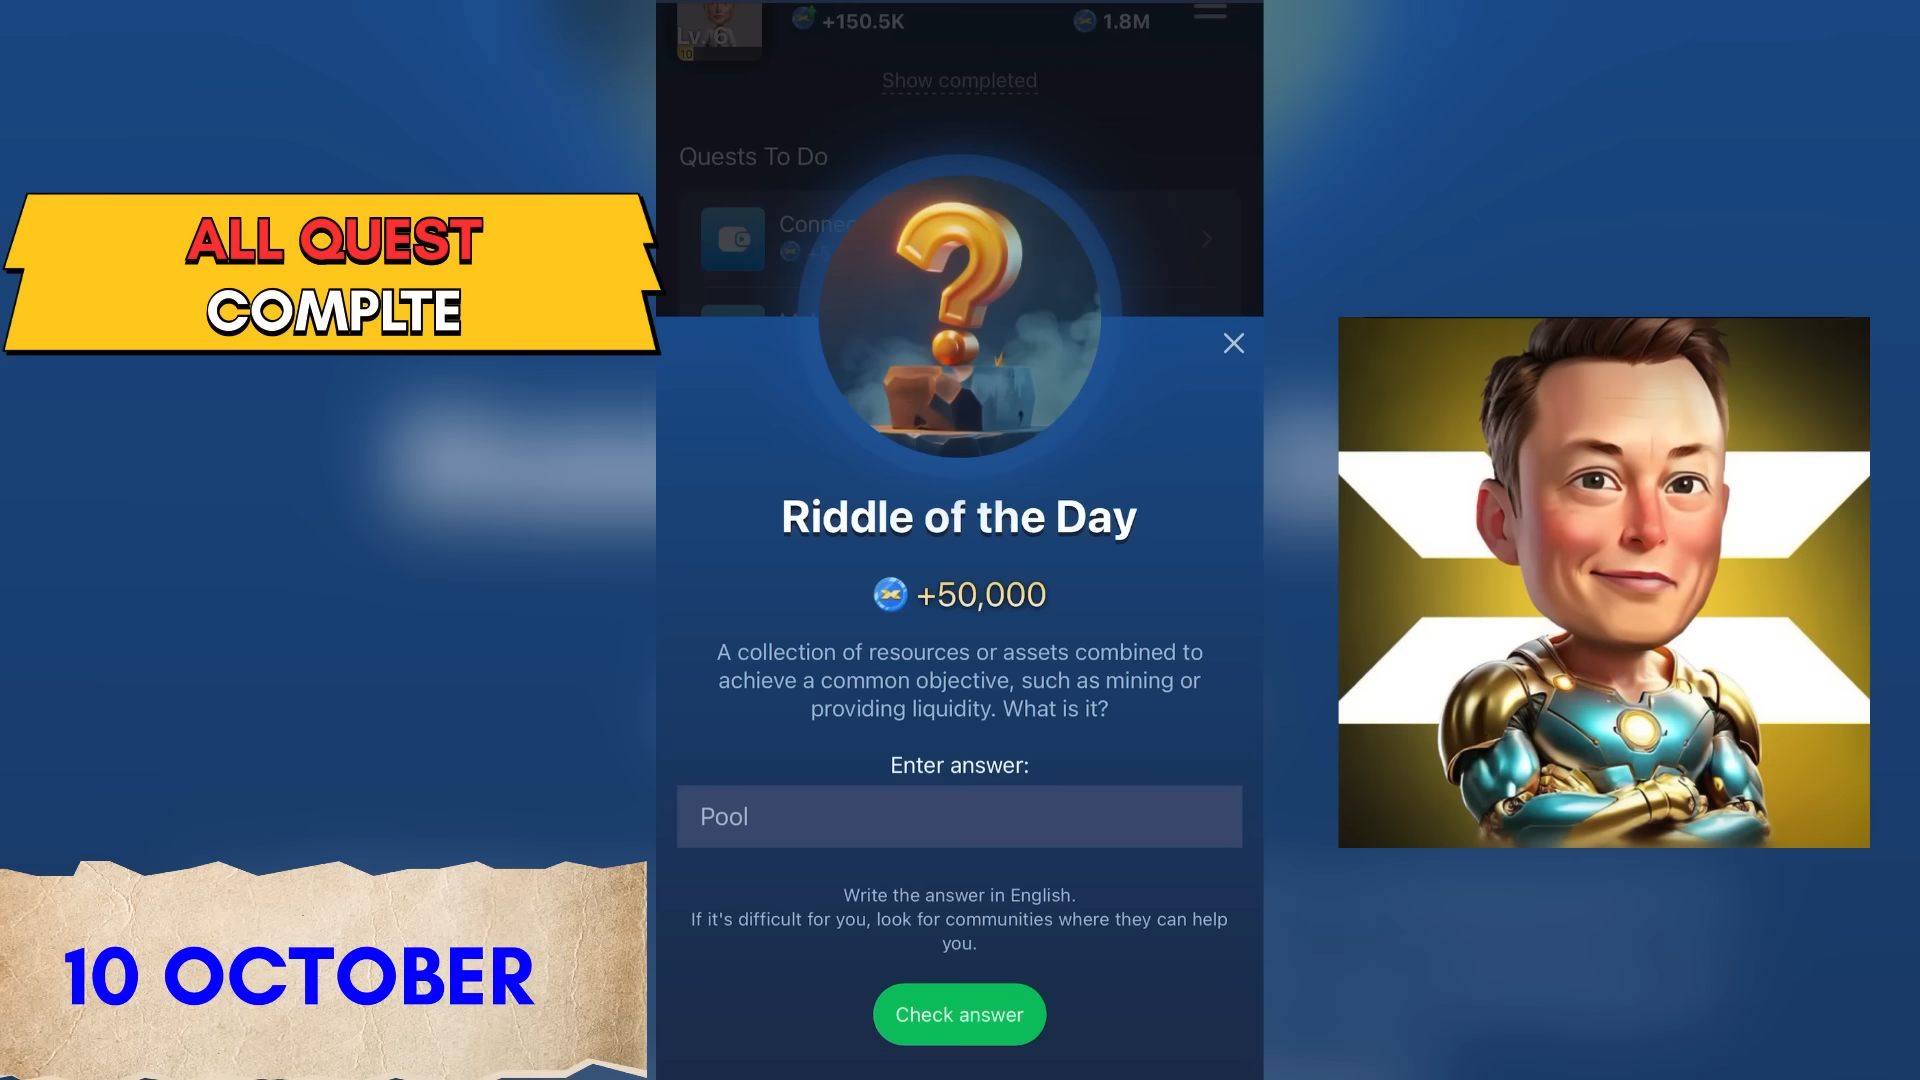 +150.5K
1.8M
Lv. 6
10
Show completed
Quests To Do
Connec
ALL QUEST
COMPLTE
Riddle of the Day
+50,000
A collection of resources or assets combined to
achieve a common objective, such as mining or
providing liquidity. What is it?
Enter answer:
Pool
Write the answer in English.
If it's difficult for you, look for communities where they can help
you.
Check answer
10 OCTOBER